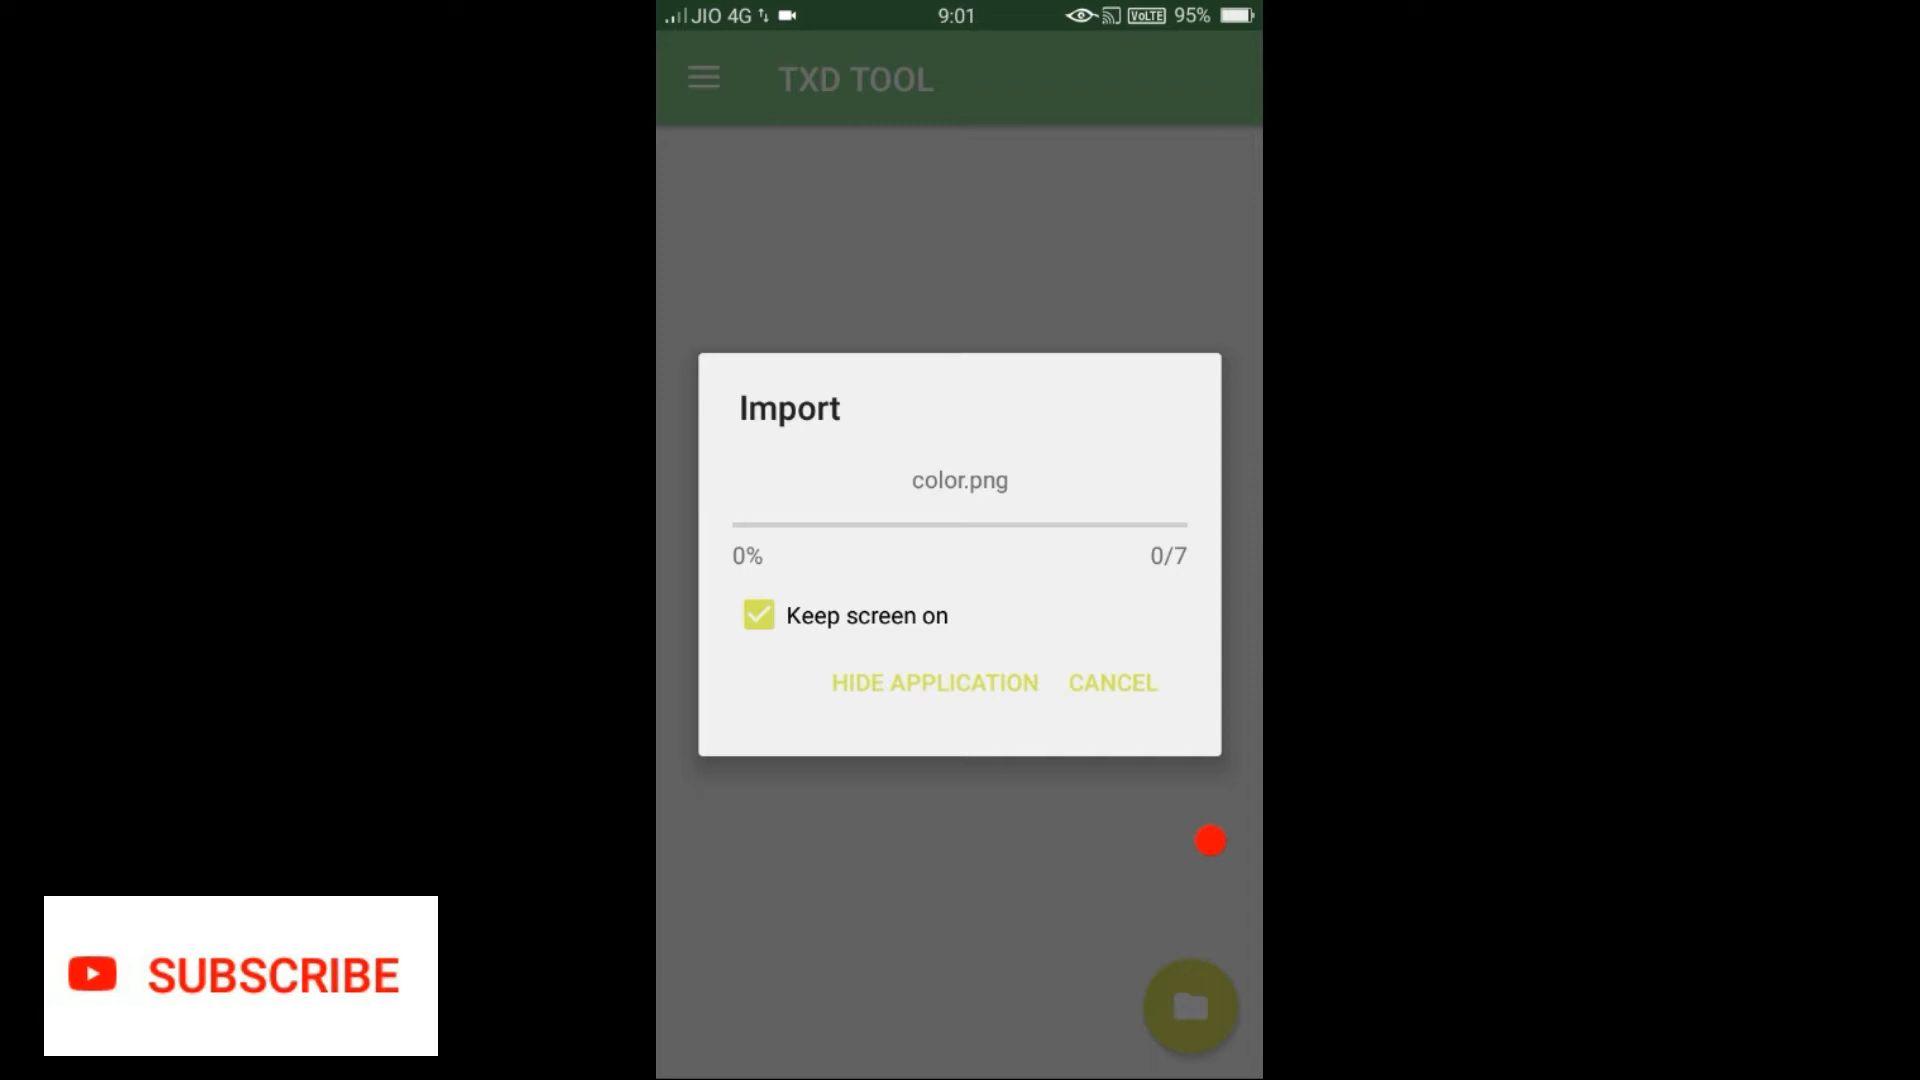 JIO 4G 9:01 VoLTE 95%
TXD TOOL
Import
color.png
0% 0/7
Keep screen on
HIDE APPLICATION CANCEL
SUBSCRIBE